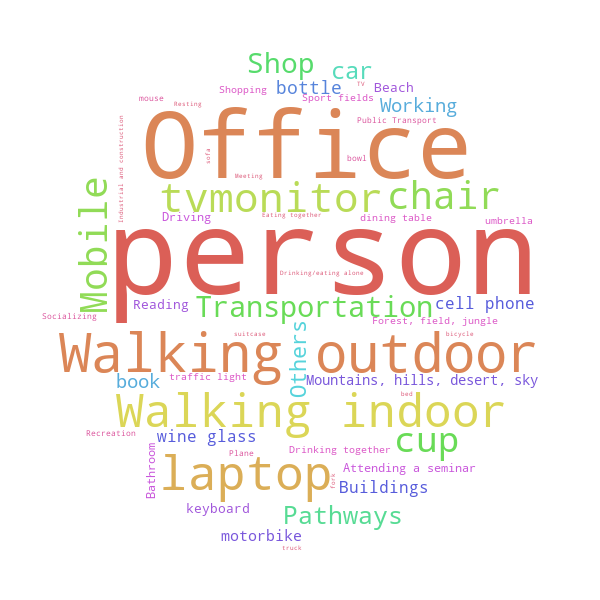 Shop
car
TV
Shopping
bottle
Beach
mouse
Resting
Sport fields
Working
Office
Public Transport
Industrial and construction
sofa
bowl
Meeting
tvmonitor
chair
Mobile
Driving
Eating together
dining table
umbrella
person
Drinking/eating alone
Reading
Transportation
cell phone
Socializing
Forest, field, jungle
Walking outdoor
suitcase
bicycle
Others
book
traffic light
Mountains, hills, desert, sky
bed
Walking indoor
Recreation
wine glass
cup
Drinking together
Plane
Bathroom
laptop
fork
Attending a seminar
Buildings
keyboard
Pathways
motorbike
truck